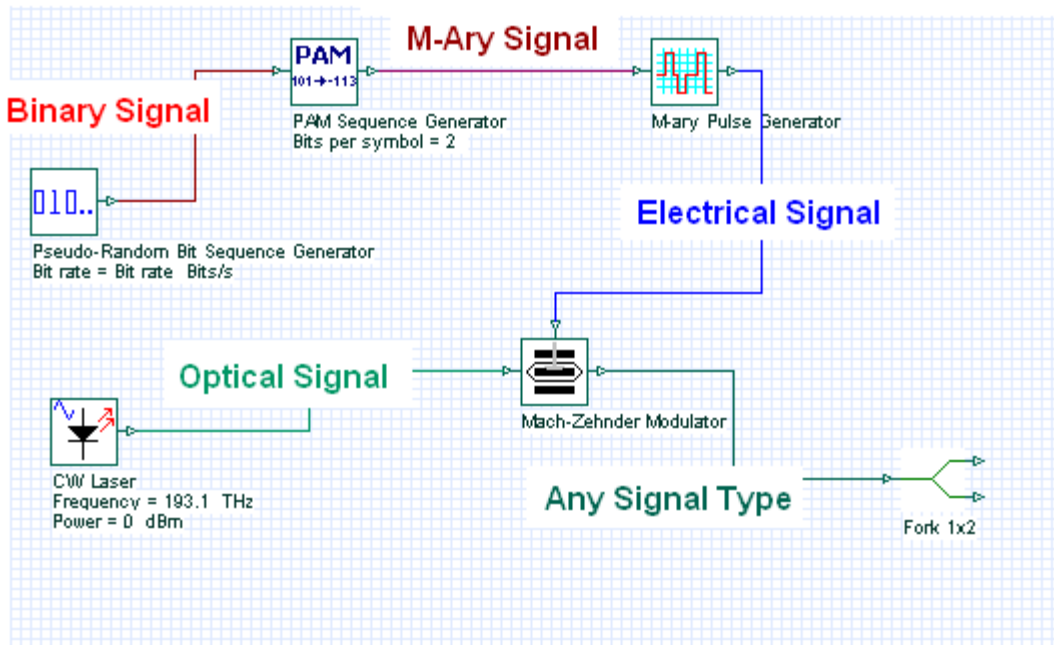 M-Ary Signal
PAM
101→-113
Binary Signal
PAM Sequence Generator
Bits per symbol = 2
M-ary Pulse Generator
010..
Electrical Signal
Pseudo-Random Bit Sequence Generator
Bit rate = Bit rate Bits/s
Optical Signal
Mach-Zehnder Modulator
CW Laser
Frequency = 193.1 THz
Power = 0 dBm
Any Signal Type
Fork 1x2